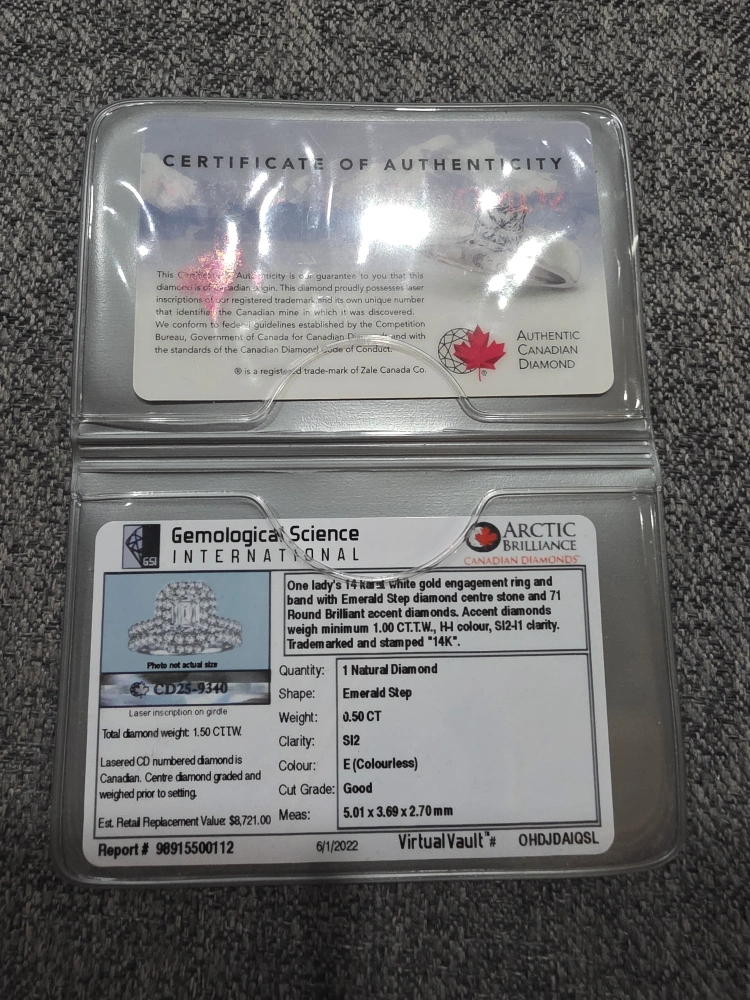 CERTIFICATE OF AUTHENTICITY
This Certificate of Authenticity is our guarantee to you that this
diamond is of Canadian origin. This diamond proudly possesses laser
inscriptions of our registered trademark and its own unique number
that identifies the Canadian mine in which it was discovered.
We conform to federal guidelines established by the Competition
Bureau, Government of Canada for Canadian Diamonds and with
the standards of the Canadian Diamond Code of Conduct.
® is a registered trade-mark of Zale Canada Co.
®
AUTHENTIC
CANADIAN
DIAMOND
GSI
Gemological Science
INTERNATIONAL
ARCTIC
BRILLIANCE
CANADIAN DIAMONDS™
One lady's 14 karat white gold engagement ring and
band with Emerald Step diamond centre stone and 71
Round Brilliant accent diamonds. Accent diamonds
weigh minimum 1.00 CT.T.W., H-I colour, SI2-I1 clarity.
Trademarked and stamped "14K".
Photo not actual size
CD25-9340
Laser inscription on girdle
Total diamond weight: 1.50 CTTW.
Lasered CD numbered diamond is
Canadian. Centre diamond graded and
weighed prior to setting.
Est. Retail Replacement Value: $8,721.00
Quantity: 1 Natural Diamond
Shape: Emerald Step
Weight: 0.50 CT
Clarity: SI2
Colour: E (Colourless)
Cut Grade: Good
Meas: 5.01 x 3.69 x 2.70 mm
Report # 98915500112
6/1/2022
VirtualVault™# OHDJDAIQSL